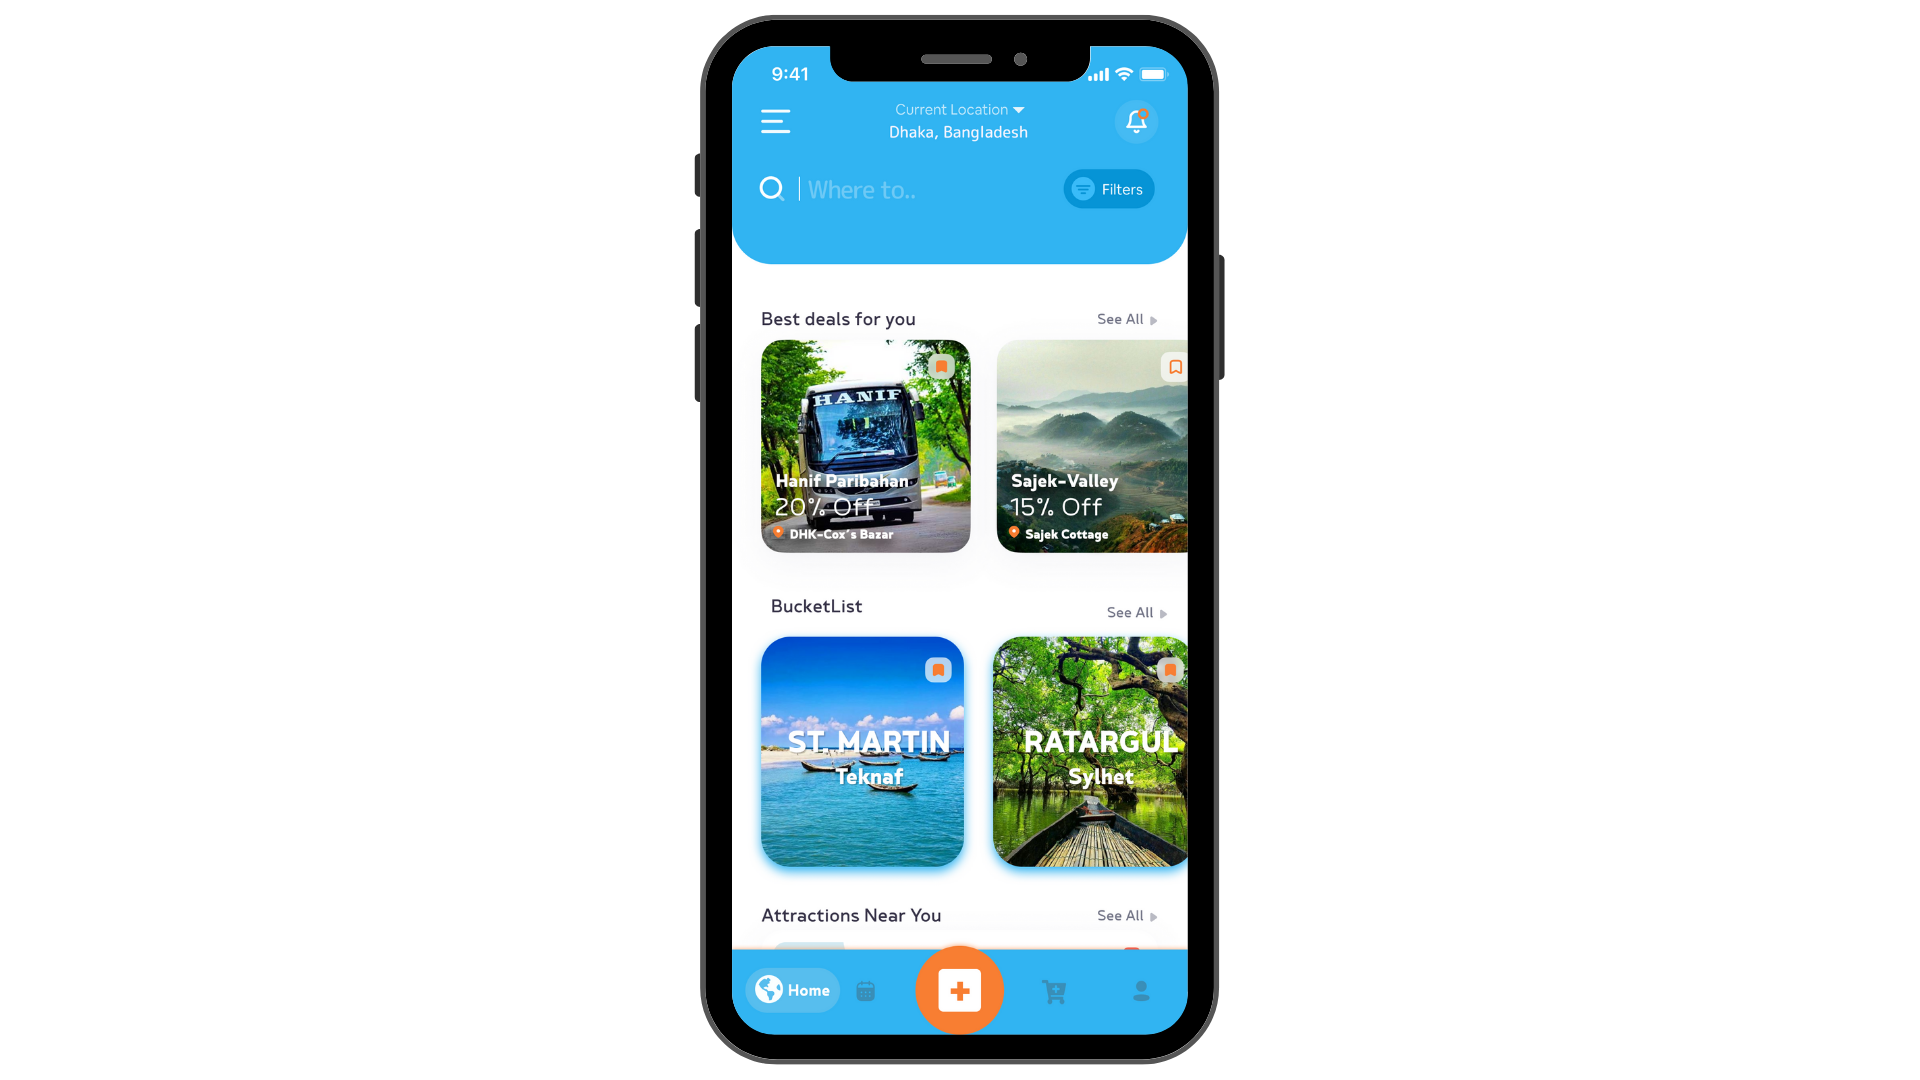 9:41
Current Location
Dhaka, Bangladesh
Where to..
Filters
Best deals for you
See All
HANIF
Hanif Paribahan
20% Off
DHK-Cox's Bazar
Sajek-Valley
15% Off
Sajek Cottage
BucketList
See All
ST. MARTIN
Teknaf
RATARGUL
Sylhet
Attractions Near You
See All
Home